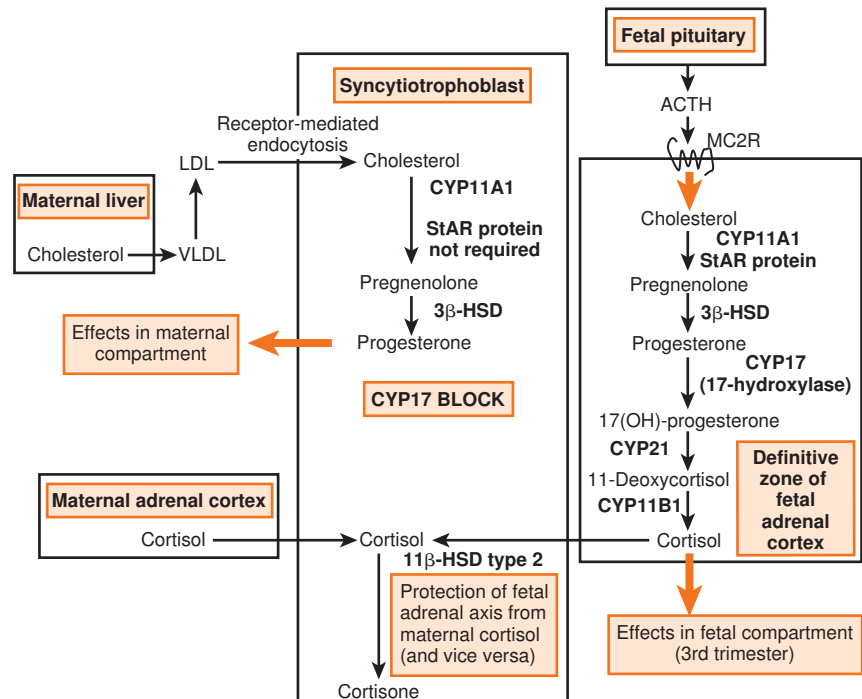 Fetal pituitary
ACTH
MC2R
Syncytiotrophoblast
Receptor-mediated
endocytosis
LDL
Cholesterol
CYP11A1
StAR protein
not required
Pregnenolone
3β-HSD
Progesterone
CYP17 BLOCK
Maternal liver
Cholesterol
VLDL
Effects in maternal
compartment
Cholesterol
CYP11A1
StAR protein
Pregnenolone
3β-HSD
Progesterone
CYP17
(17-hydroxylase)
17(OH)-progesterone
CYP21
11-Deoxycortisol
CYP11B1
Cortisol
Definitive
zone of
fetal
adrenal
cortex
Maternal adrenal cortex
Cortisol
Cortisol
11β-HSD type 2
Protection of fetal
adrenal axis from
maternal cortisol
(and vice versa)
Cortisone
Effects in fetal compartment
(3rd trimester)